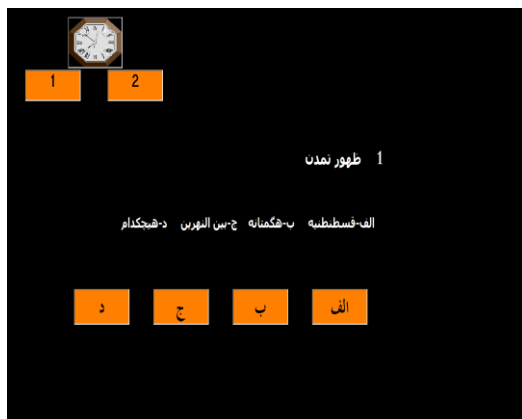 1 2
1 ظهور تمدن
الف-قسطنطنیه ب-هگمتانه ج-بین النهرین د-هیچکدام
الف ب ج د